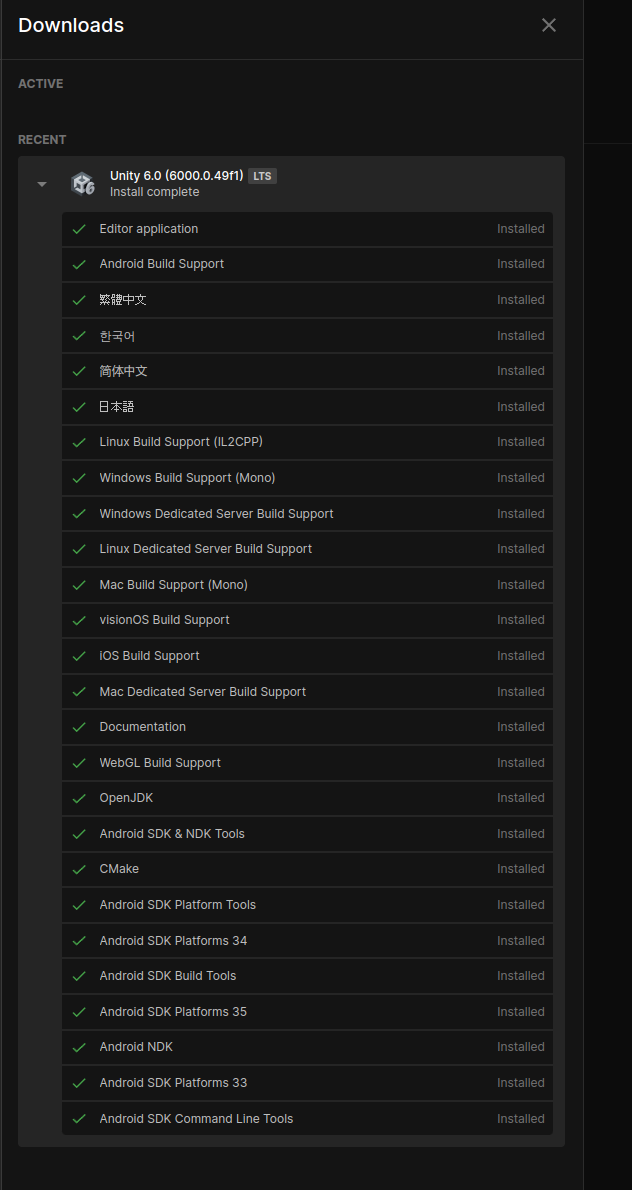 Downloads
ACTIVE
RECENT
Unity 6.0 (6000.0.49f1) LTS
Install complete
Editor application Installed
Android Build Support Installed
繁體中文 Installed
한국어 Installed
简体中文 Installed
日本語 Installed
Linux Build Support (IL2CPP) Installed
Windows Build Support (Mono) Installed
Windows Dedicated Server Build Support Installed
Linux Dedicated Server Build Support Installed
Mac Build Support (Mono) Installed
visionOS Build Support Installed
iOS Build Support Installed
Mac Dedicated Server Build Support Installed
Documentation Installed
WebGL Build Support Installed
OpenJDK Installed
Android SDK & NDK Tools Installed
CMake Installed
Android SDK Platform Tools Installed
Android SDK Platforms 34 Installed
Android SDK Build Tools Installed
Android SDK Platforms 35 Installed
Android NDK Installed
Android SDK Platforms 33 Installed
Android SDK Command Line Tools Installed